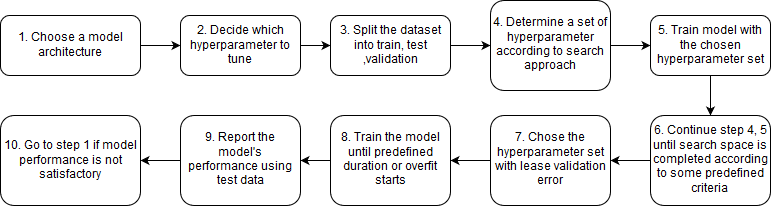 1. Choose a model
architecture
2. Decide which
hyperparameter to
tune
3. Split the dataset
into train, test
,validation
4. Determine a set of
hyperparameter
according to search
approach
5. Train model with
the chosen
hyperparameter set
10. Go to step 1 if model
performance is not
satisfactory
9. Report the
model's
performance using
test data
8. Train the model
until predefined
duration or overfit
starts
7. Chose the
hyperparameter set
with lease validation
error
6. Continue step 4, 5
until search space is
completed according
to some predefined
criteria